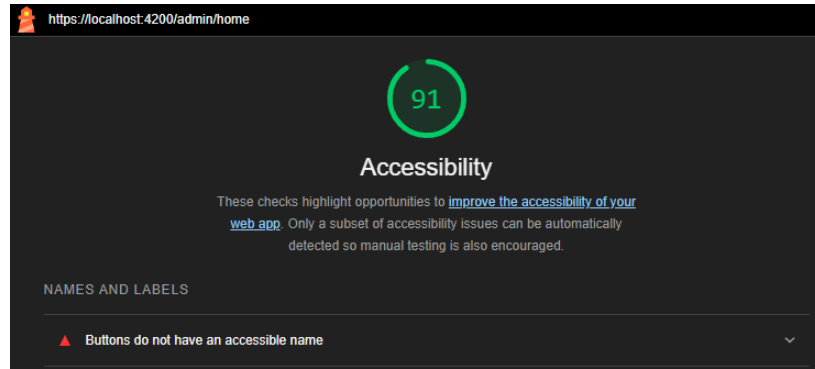 https://localhost:4200/admin/home
91
Accessibility
These checks highlight opportunities to improve the accessibility of your
web app. Only a subset of accessibility issues can be automatically
detected so manual testing is also encouraged.
NAMES AND LABELS
Buttons do not have an accessible name